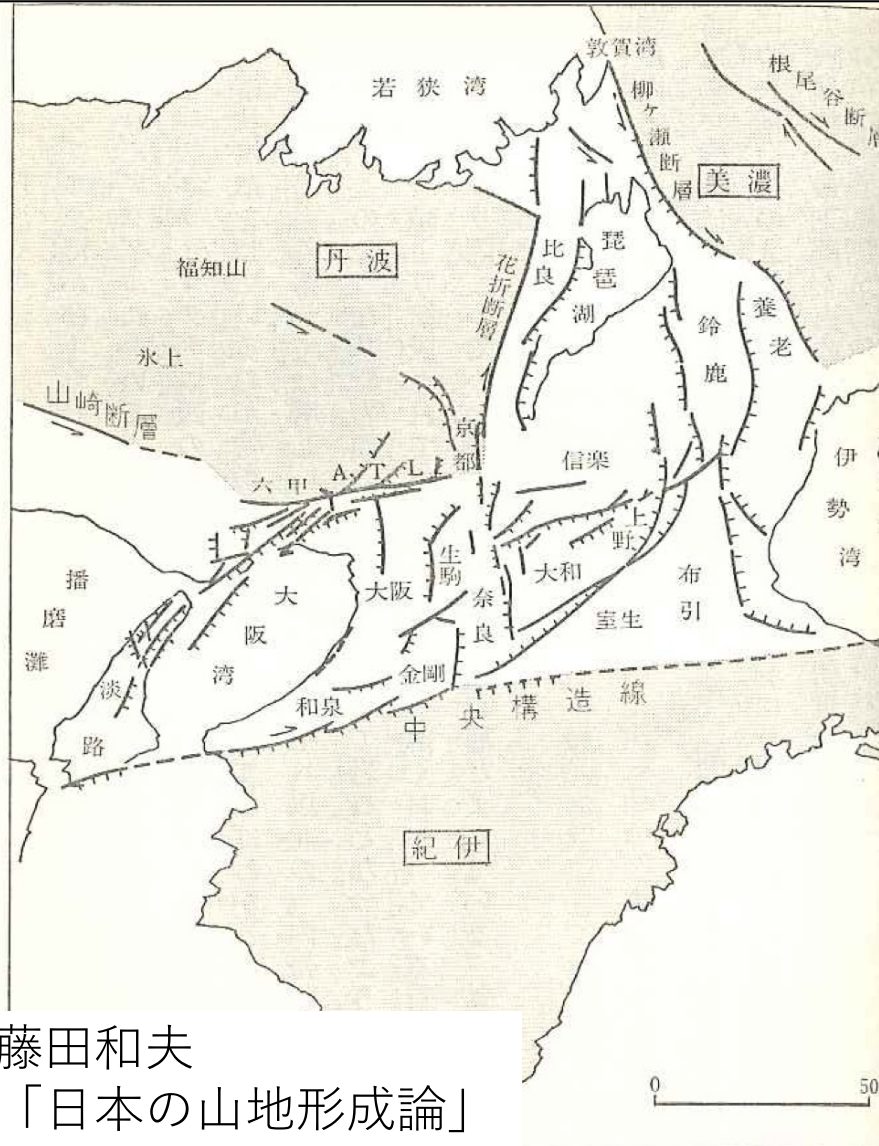 敦賀湾
若狭湾
根尾谷断層
柳ヶ瀬断層
美濃
丹波
福知山
花折断層
比良
琵琶湖
養老
鈴鹿
氷上
山崎断層
京都
伊勢湾
六甲
A.T.L.
信楽
上野
播磨灘
大阪湾
大阪
生駒
奈良
大和
布引
室生
淡路
金剛
和泉
中央構造線
紀伊
0
50
藤田和夫
「日本の山地形成論」